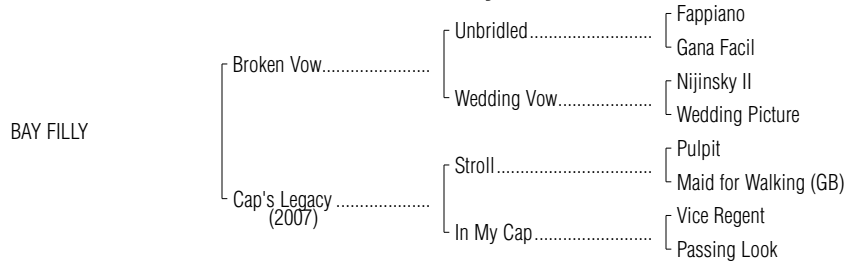 Fappiano
Unbridled..............................
Gana Facil
Broken Vow......................
Nijinsky II
Wedding Vow.......................
Wedding Picture
BAY FILLY
Pulpit
Stroll......................................
Maid for Walking (GB)
Cap's Legacy ...................
(2007)
Vice Regent
In My Cap............................
Passing Look